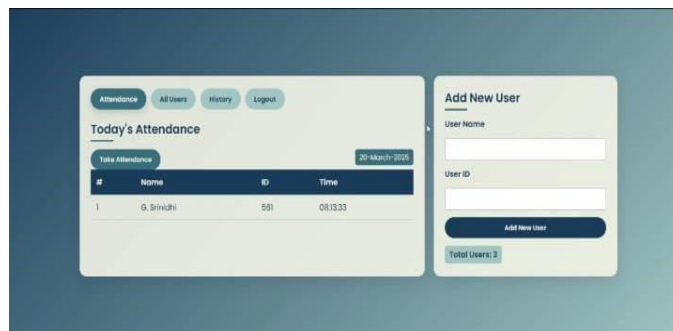 Attendance All Users History Logout
Today's Attendance
Take Attendance 20-March-2025
# Name ID Time
1 G. Srinidhi 561 08:13:33
Add New User
User Name
User ID
Add New User
Total Users: 3